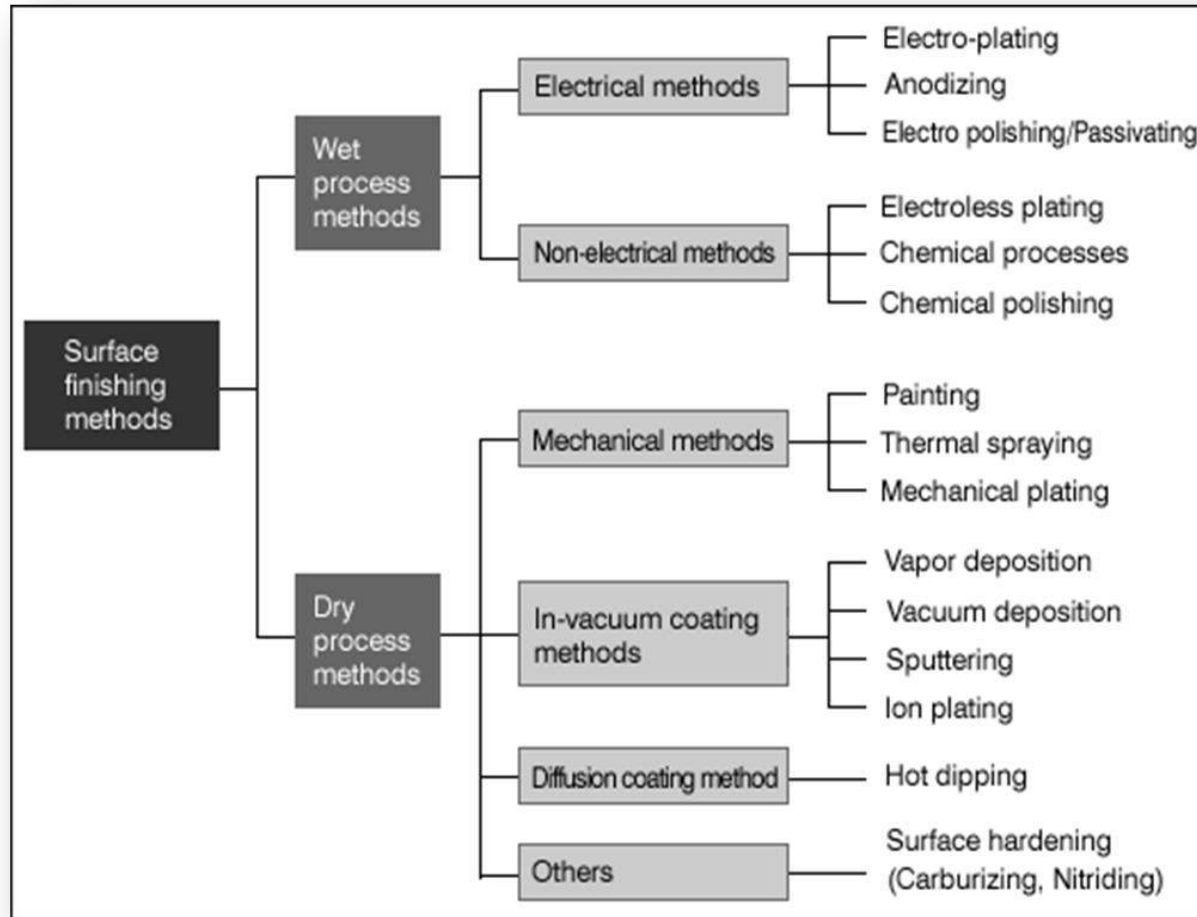 Surface
finishing
methods
Wet
process
methods
Electrical methods
Electro-plating
Anodizing
Electro polishing/Passivating
Non-electrical methods
Electroless plating
Chemical processes
Chemical polishing
Dry
process
methods
Mechanical methods
Painting
Thermal spraying
Mechanical plating
In-vacuum coating
methods
Vapor deposition
Vacuum deposition
Sputtering
Ion plating
Diffusion coating method
Hot dipping
Others
Surface hardening
(Carburizing, Nitriding)